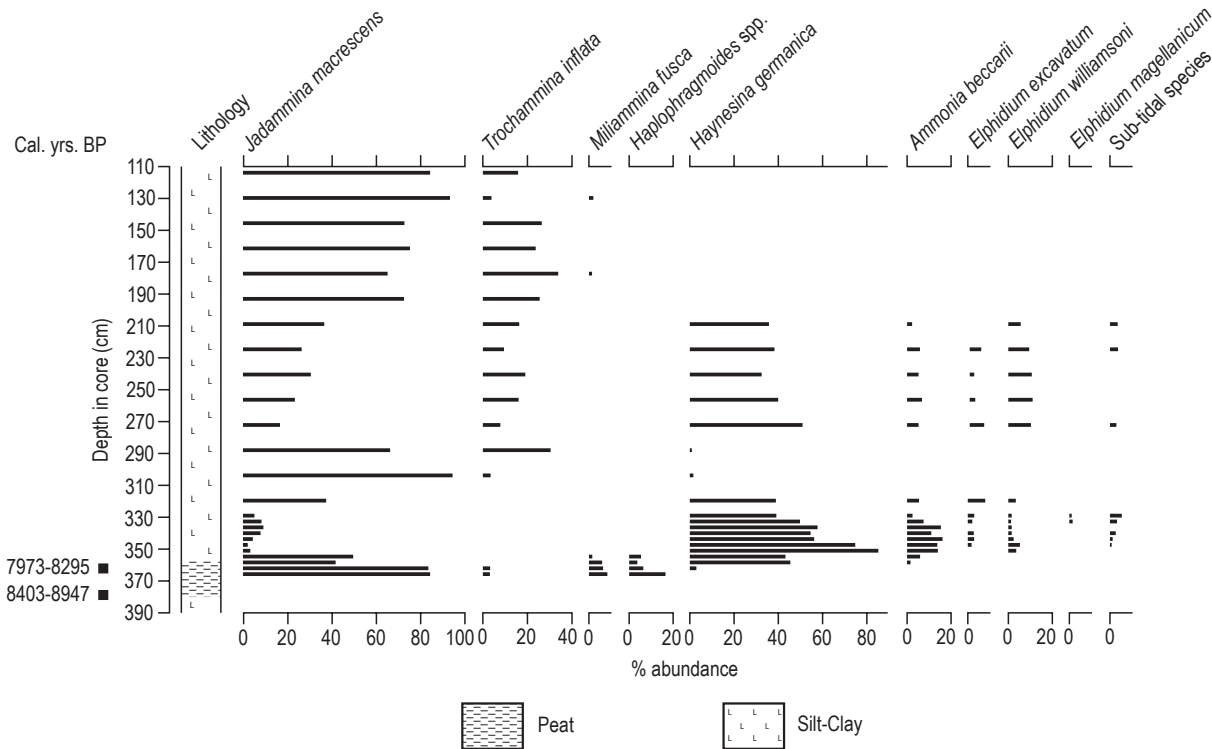 Cal. yrs. BP
Lithology
Jadammina macrescens
Trochammina inflata
Miliammina fusca
Haplophragmoides spp.
Haynesina germanica
Ammonia beccarii
Elphidium excavatum
Elphidium williamsoni
Elphidium magellanicum
Sub-tidal species
Depth in core (cm)
110
130
150
170
190
210
230
250
270
290
310
330
350
370
390
7973-8295
8403-8947
0 20 40 60 80 100
0 20 40
0
0 20
0 20 40 60 80
0 20
0
0 20
0
0
% abundance
Peat
Silt-Clay